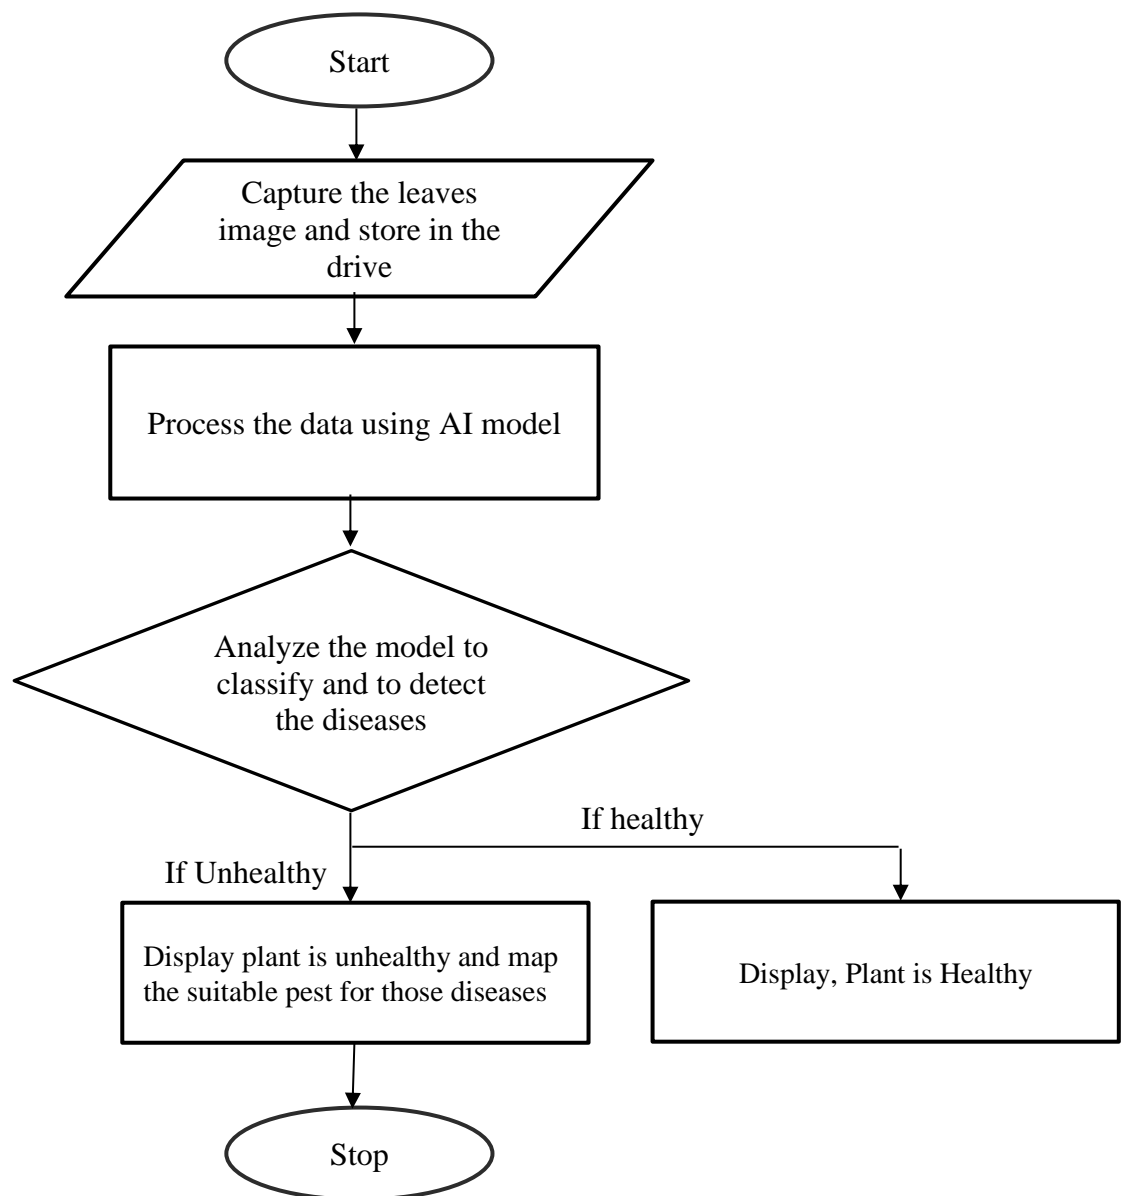 Start
Capture the leaves
image and store in the
drive
Process the data using AI model
Analyze the model to
classify and to detect
the diseases
If healthy
If Unhealthy
Display plant is unhealthy and map
the suitable pest for those diseases
Display, Plant is Healthy
Stop